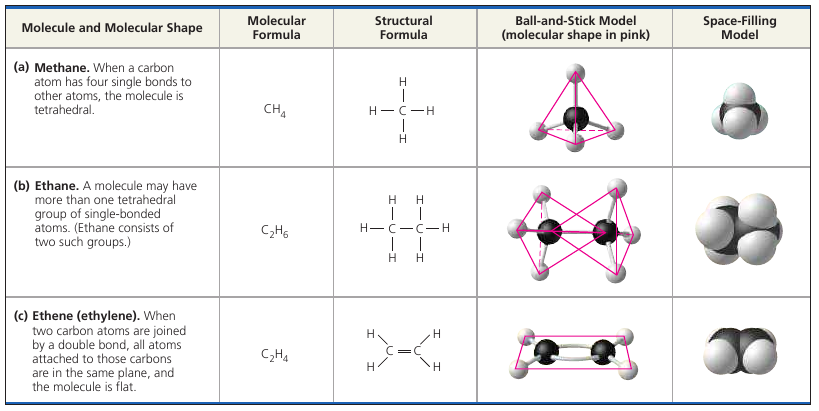 Molecule and Molecular Shape
Molecular
Formula
Structural
Formula
Ball-and-Stick Model
(molecular shape in pink)
Space-Filling
Model
(a) Methane. When a carbon
atom has four single bonds to
other atoms, the molecule is
tetrahedral.
CH4
H
H — C — H
H
(b) Ethane. A molecule may have
more than one tetrahedral
group of single-bonded
atoms. (Ethane consists of
two such groups.)
C2H6
H H
H — C — C — H
H H
(c) Ethene (ethylene). When
two carbon atoms are joined
by a double bond, all atoms
attached to those carbons
are in the same plane, and
the molecule is flat.
C2H4
H H
C = C
H H